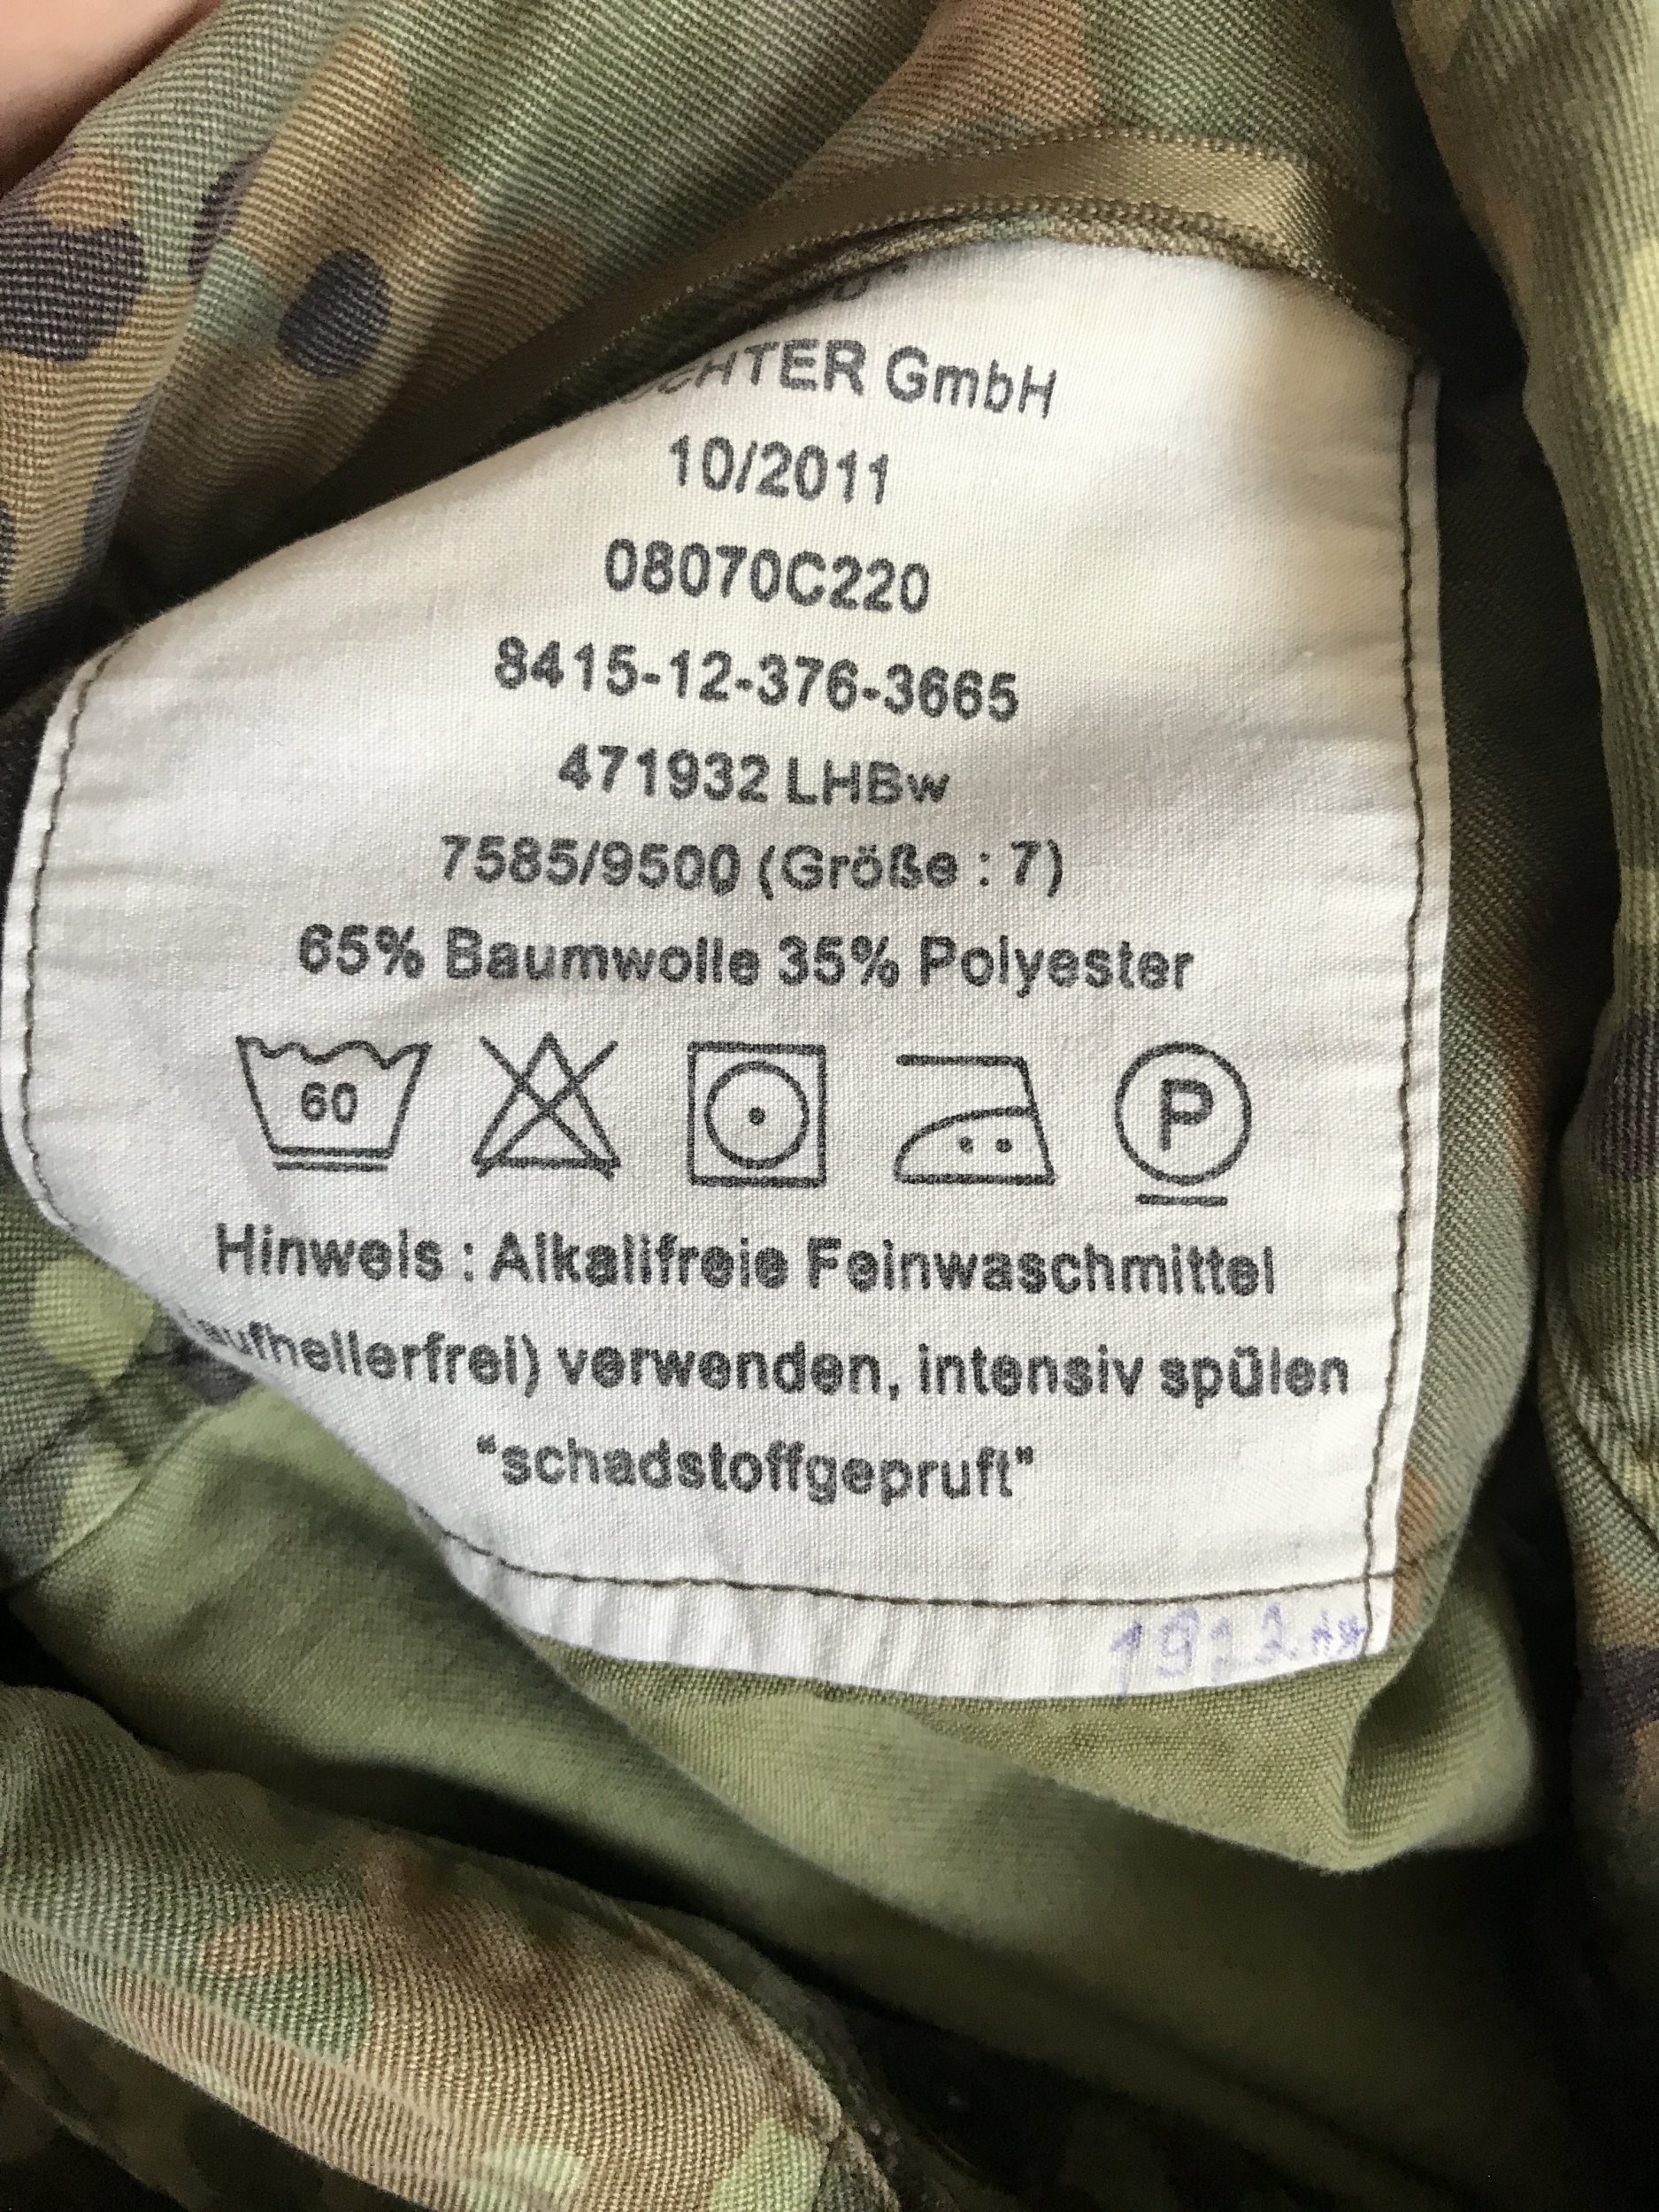 GmbH
10/2011
08070C220
8415-12-376-3665
471932 LHBw
7585/9500 (Größe : 7)
65% Baumwolle 35% Polyester
60
P
Hinweis : Alkalifreie Feinwaschmittel
aufhellerfrei) verwenden, intensiv spülen
“schadstoffgepruft”